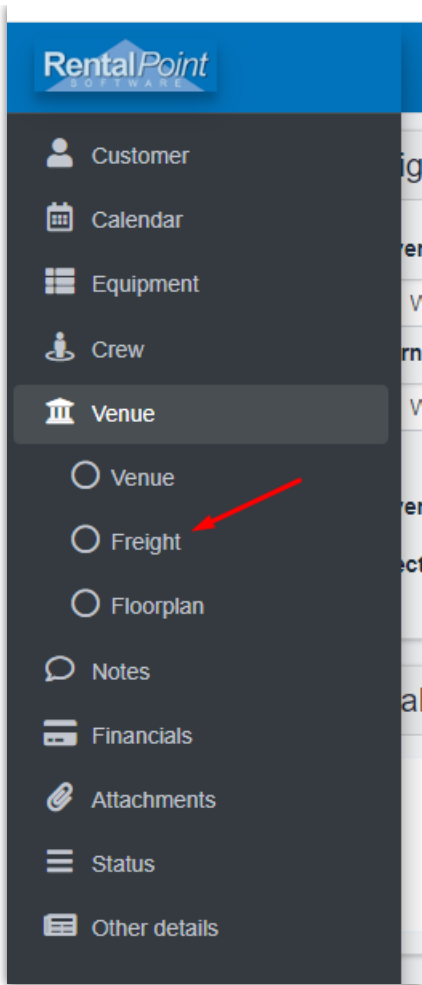 RentalPoint
SOFTWARE
Customer
Calendar
Equipment
Crew
Venue
Venue
Freight
Floorplan
Notes
Financials
Attachments
Status
Other details